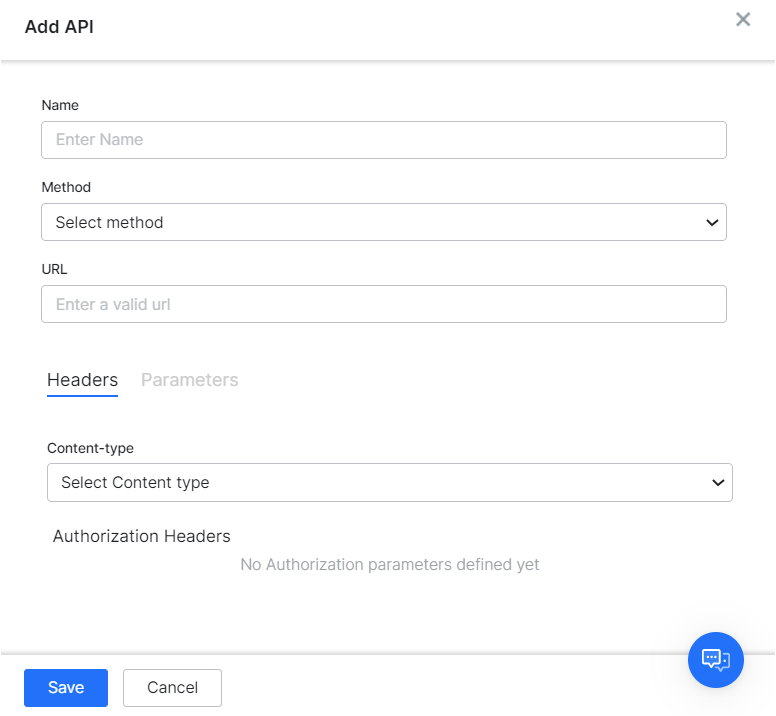 Add API
Name
Enter Name
Method
Select method
URL
Enter a valid url
Headers Parameters
Content-type
Select Content type
Authorization Headers
No Authorization parameters defined yet
Save Cancel